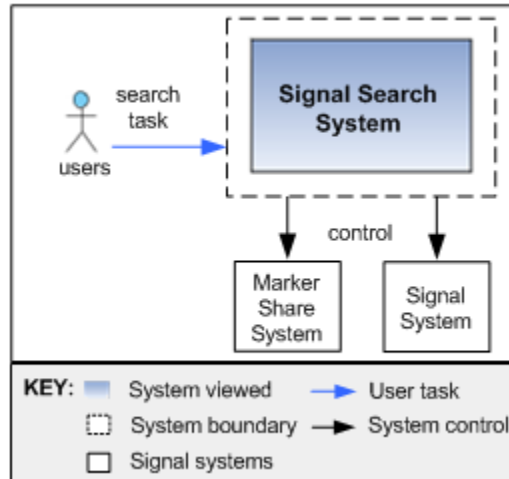 Signal Search
System
search
task
users
control
Marker
Share
System
Signal
System
KEY: System viewed User task
System boundary System control
Signal systems